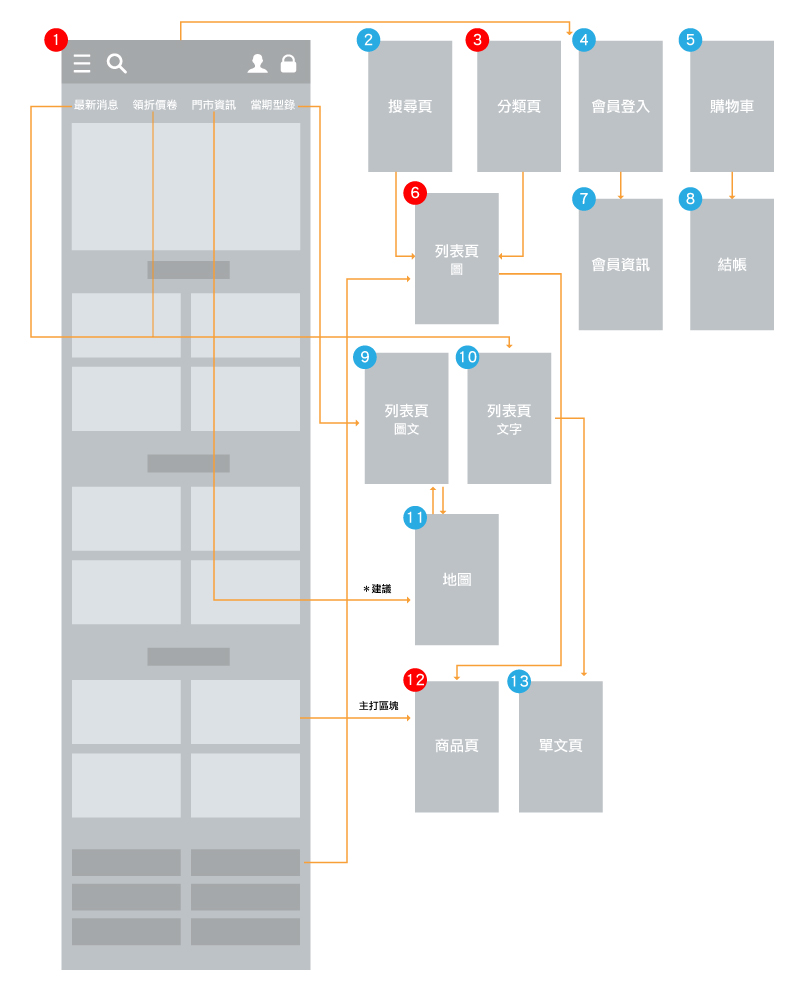 1
2
3
4
5
最新消息 領折價卷 門市資訊 當期型錄
搜尋頁
分類頁
會員登入
購物車
6
7
8
列表頁
圖
會員資訊
結帳
9
10
列表頁
圖文
列表頁
文字
11
地圖
＊建議
12
13
主打區塊
商品頁
單文頁